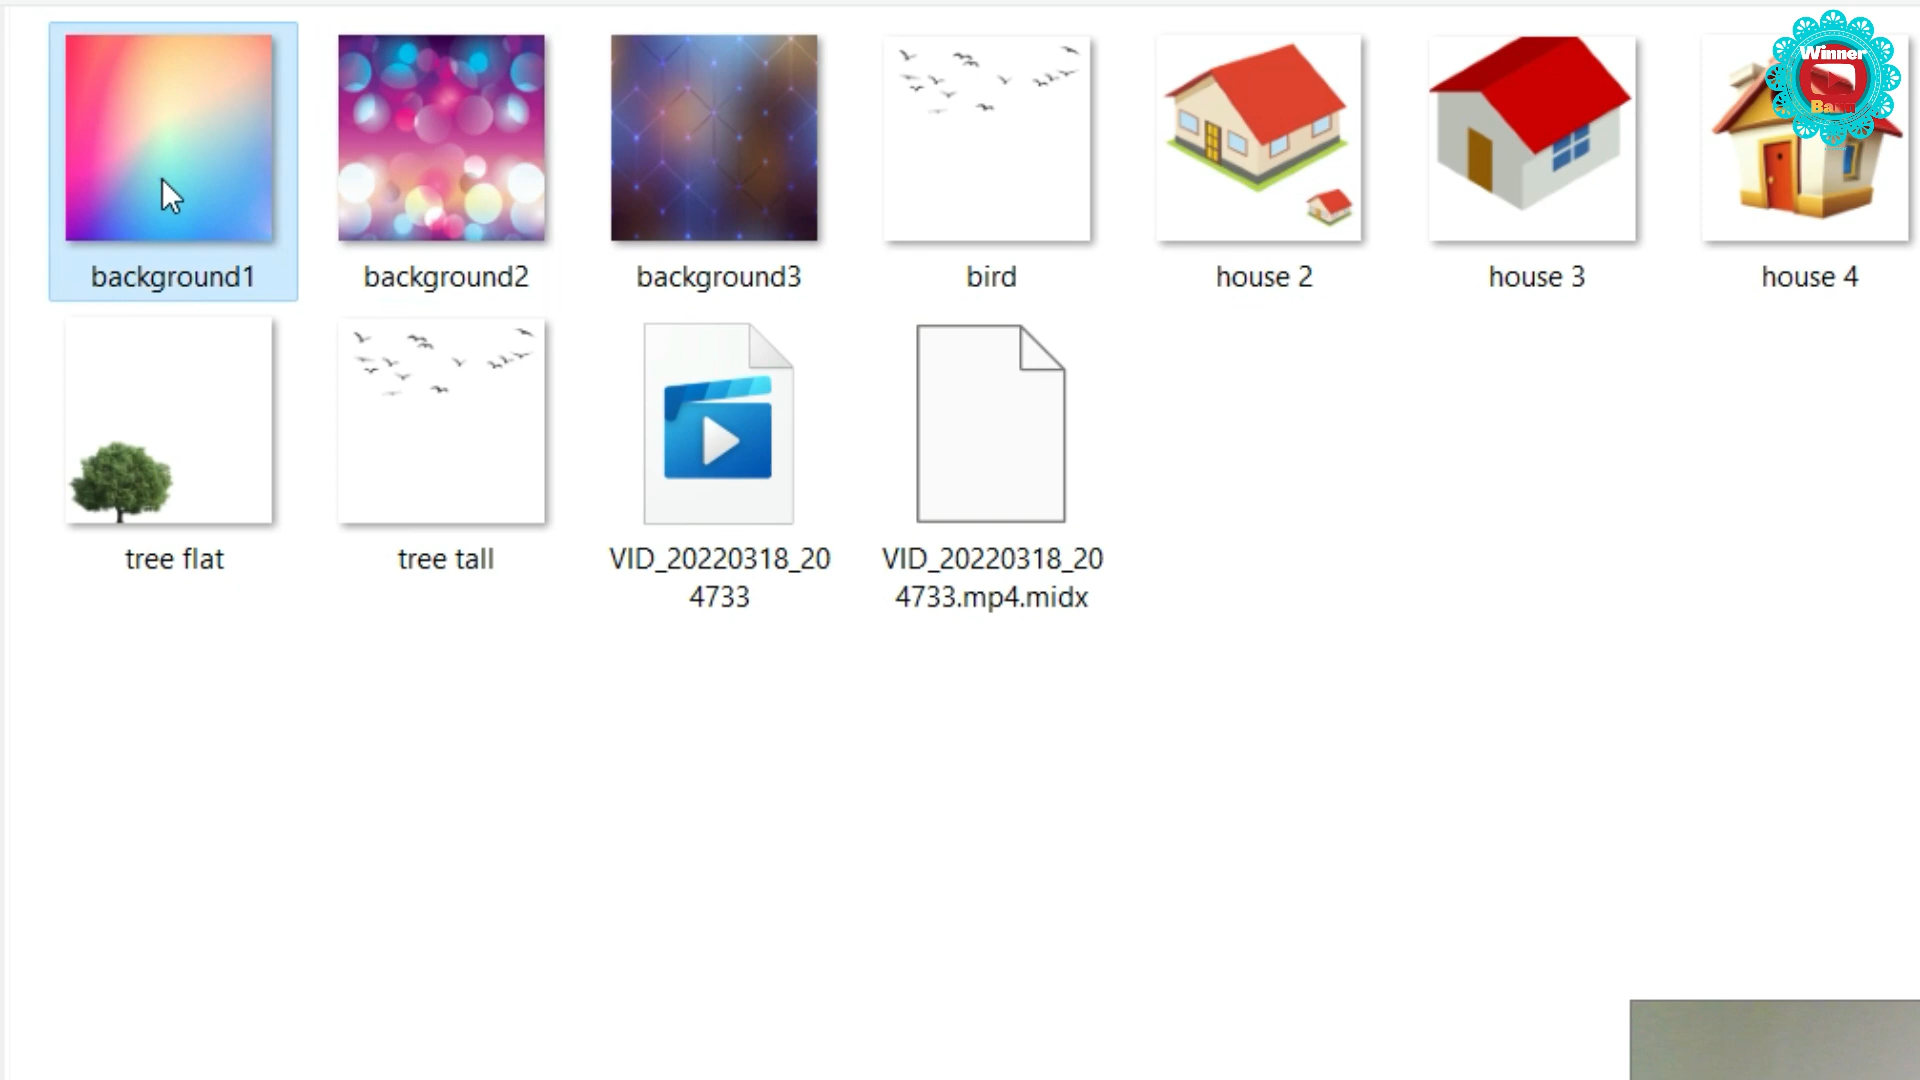 Winner
background1
background2
background3
bird
house 2
house 3
house 4
tree flat
tree tall
VID_20220318_20
4733
VID_20220318_20
4733.mp4.midx